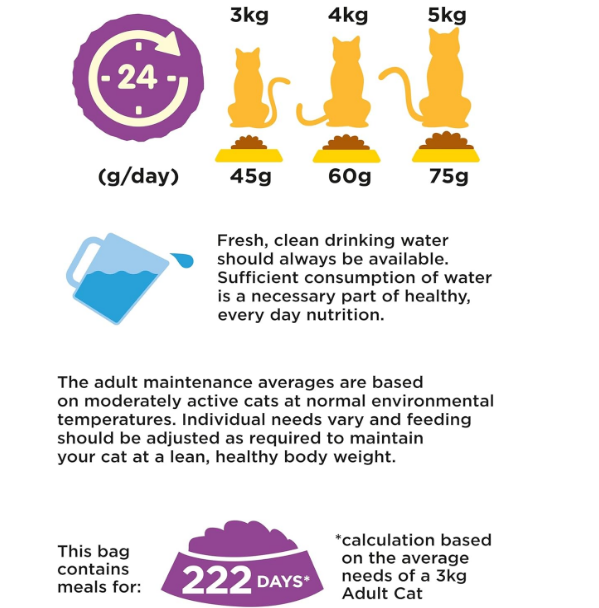 3kg 4kg 5kg
24
(g/day) 45g 60g 75g
Fresh, clean drinking water
should always be available.
Sufficient consumption of water
is a necessary part of healthy,
every day nutrition.
The adult maintenance averages are based
on moderately active cats at normal environmental
temperatures. Individual needs vary and feeding
should be adjusted as required to maintain
your cat at a lean, healthy body weight.
This bag
contains
meals for:
222 DAYS*
*calculation based
on the average
needs of a 3kg
Adult Cat